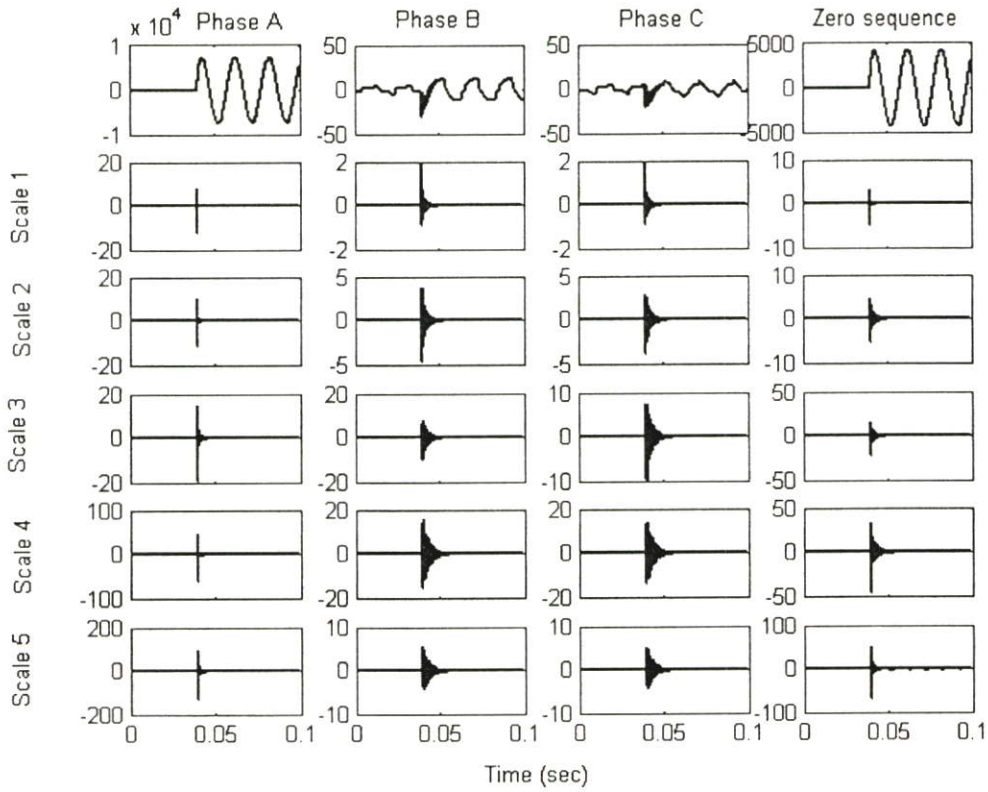 x 10⁴ Phase A Phase B Phase C Zero sequence
1 50 50 5000
0 0 0 0
-1 -50 -50 5000
Scale 1
20 2 2 10
0 0 0 0
-20 -2 -2 -10
Scale 2
20 5 5 10
0 0 0 0
-20 -5 -5 -10
Scale 3
20 20 10 50
0 0 0 0
-20 -20 -10 -50
Scale 4
100 20 20 50
0 0 0 0
-100 -20 -20 -50
Scale 5
200 10 10 100
0 0 0 0
-200 -10 -10 -100
0 0.05 0.1 0 0.05 0.1 0 0.05 0.1 0 0.05 0.1
Time (sec)